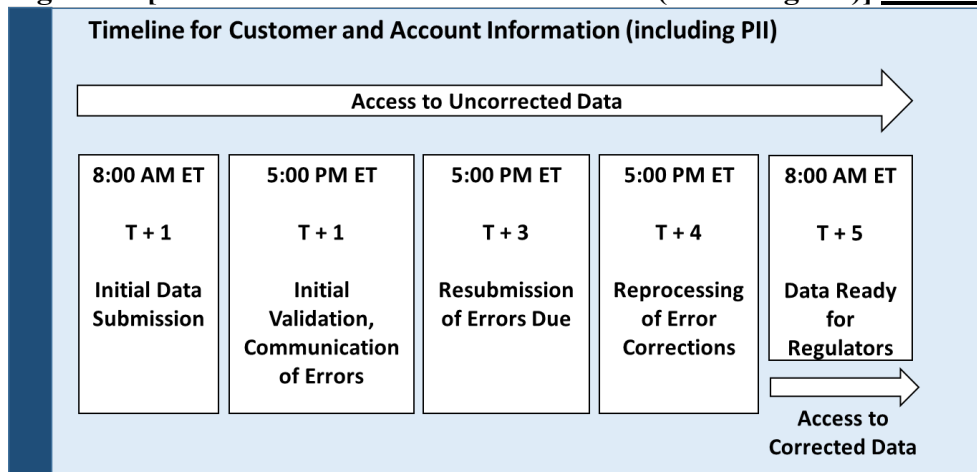 Timeline for Customer and Account Information (including PII)
Access to Uncorrected Data
8:00 AM ET
T + 1
Initial Data
Submission
5:00 PM ET
T + 1
Initial
Validation,
Communication
of Errors
5:00 PM ET
T + 3
Resubmission
of Errors Due
5:00 PM ET
T + 4
Reprocessing
of Error
Corrections
8:00 AM ET
T + 5
Data Ready
for
Regulators
Access to
Corrected Data